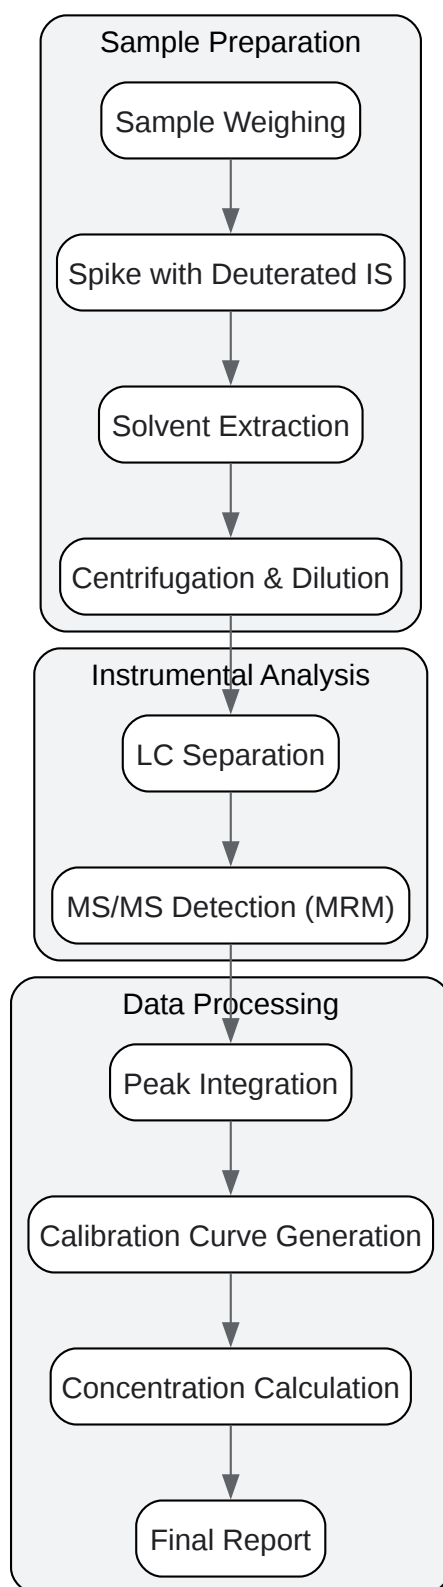 Sample Preparation
Sample Weighing
Spike with Deuterated IS
Solvent Extraction
Centrifugation & Dilution
Instrumental Analysis
LC Separation
MS/MS Detection (MRM)
Data Processing
Peak Integration
Calibration Curve Generation
Concentration Calculation
Final Report